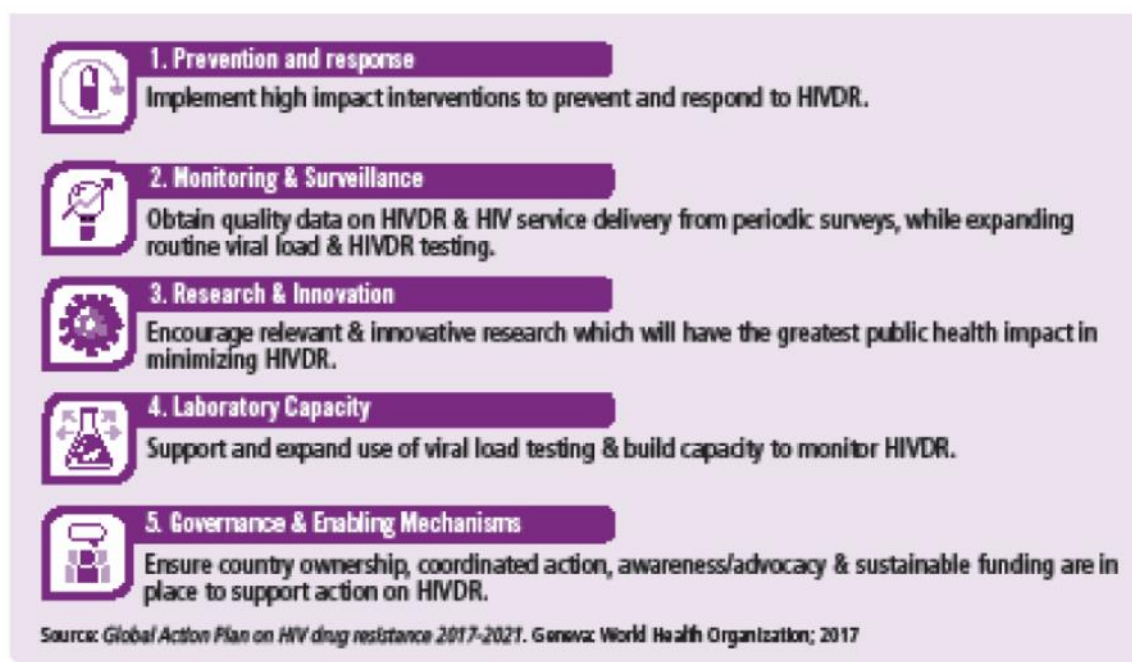 1. Prevention and response
Implement high impact interventions to prevent and respond to HIVDR.
2. Monitoring & Surveillance
Obtain quality data on HIVDR & HIV service delivery from periodic surveys, while expanding
routine viral load & HIVDR testing.
3. Research & Innovation
Encourage relevant & innovative research which will have the greatest public health impact in
minimizing HIVDR.
4. Laboratory Capacity
Support and expand use of viral load testing & build capacity to monitor HIVDR.
5. Governance & Enabling Mechanisms
Ensure country ownership, coordinated action, awareness/advocacy & sustainable funding are in
place to support action on HIVDR.
Source: Global Action Plan on HIV drug resistance 2017-2021. Geneva: World Health Organization; 2017